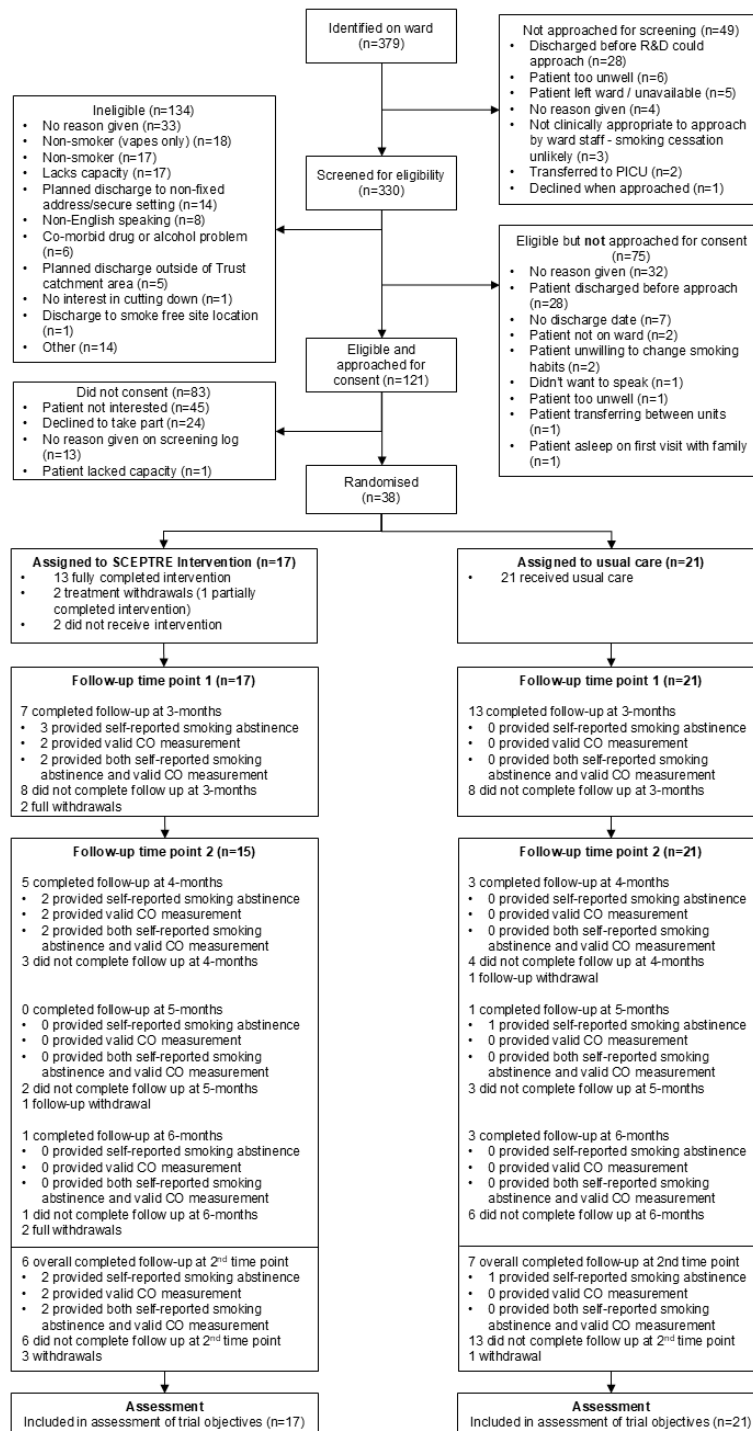 Identified on ward
(n=379)
Not approached for screening (n=49)
• Discharged before R&D could
approach (n=28)
• Patient too unwell (n=6)
• Patient left ward / unavailable (n=5)
• No reason given (n=4)
• Not clinically appropriate to approach
by ward staff - smoking cessation
unlikely (n=3)
• Transferred to PICU (n=2)
• Declined when approached (n=1)
Ineligible (n=134)
• No reason given (n=33)
• Non-smoker (vapes only) (n=18)
• Non-smoker (n=17)
• Lacks capacity (n=17)
• Planned discharge to non-fixed
address/secure setting (n=14)
• Non-English speaking (n=8)
• Co-morbid drug or alcohol problem
(n=6)
• Planned discharge outside of Trust
catchment area (n=5)
• No interest in cutting down (n=1)
• Discharge to smoke free site location
(n=1)
• Other (n=14)
Screened for eligibility
(n=330)
Eligible but not approached for consent
(n=75)
• No reason given (n=32)
• Patient discharged before approach
(n=28)
• No discharge date (n=7)
• Patient not on ward (n=2)
• Patient unwilling to change smoking
habits (n=2)
• Didn't want to speak (n=1)
• Patient too unwell (n=1)
• Patient transferring between units
(n=1)
• Patient asleep on first visit with family
(n=1)
Eligible and
approached for
consent (n=121)
Did not consent (n=83)
• Patient not interested (n=45)
• Declined to take part (n=24)
• No reason given on screening log
(n=13)
• Patient lacked capacity (n=1)
Randomised
(n=38)
Assigned to SCEPTRE Intervention (n=17)
• 13 fully completed intervention
• 2 treatment withdrawals (1 partially
completed intervention)
• 2 did not receive intervention
Assigned to usual care (n=21)
• 21 received usual care
Follow-up time point 1 (n=17)
7 completed follow-up at 3-months
• 3 provided self-reported smoking abstinence
• 2 provided valid CO measurement
• 2 provided both self-reported smoking
abstinence and valid CO measurement
8 did not complete follow up at 3-months
2 full withdrawals
Follow-up time point 1 (n=21)
13 completed follow-up at 3-months
• 0 provided self-reported smoking abstinence
• 0 provided valid CO measurement
• 0 provided both self-reported smoking
abstinence and valid CO measurement
8 did not complete follow up at 3-months
Follow-up time point 2 (n=15)
5 completed follow-up at 4-months
• 2 provided self-reported smoking abstinence
• 2 provided valid CO measurement
• 2 provided both self-reported smoking
abstinence and valid CO measurement
3 did not complete follow up at 4-months
0 completed follow-up at 5-months
• 0 provided self-reported smoking abstinence
• 0 provided valid CO measurement
• 0 provided both self-reported smoking
abstinence and valid CO measurement
2 did not complete follow up at 5-months
1 follow-up withdrawal
1 completed follow-up at 6-months
• 0 provided self-reported smoking abstinence
• 0 provided valid CO measurement
• 0 provided both self-reported smoking
abstinence and valid CO measurement
1 did not complete follow up at 6-months
2 full withdrawals
6 overall completed follow-up at 2nd time point
• 2 provided self-reported smoking abstinence
• 2 provided valid CO measurement
• 2 provided both self-reported smoking
abstinence and valid CO measurement
6 did not complete follow up at 2nd time point
3 withdrawals
Follow-up time point 2 (n=21)
3 completed follow-up at 4-months
• 0 provided self-reported smoking abstinence
• 0 provided valid CO measurement
• 0 provided both self-reported smoking
abstinence and valid CO measurement
4 did not complete follow up at 4-months
1 follow-up withdrawal
1 completed follow-up at 5-months
• 1 provided self-reported smoking abstinence
• 0 provided valid CO measurement
• 0 provided both self-reported smoking
abstinence and valid CO measurement
3 did not complete follow up at 5-months
3 completed follow-up at 6-months
• 0 provided self-reported smoking abstinence
• 0 provided valid CO measurement
• 0 provided both self-reported smoking
abstinence and valid CO measurement
6 did not complete follow up at 6-months
7 overall completed follow-up at 2nd time point
• 1 provided self-reported smoking abstinence
• 0 provided valid CO measurement
• 0 provided both self-reported smoking
abstinence and valid CO measurement
13 did not complete follow up at 2nd time point
1 withdrawal
Assessment
Included in assessment of trial objectives (n=17)
Assessment
Included in assessment of trial objectives (n=21)